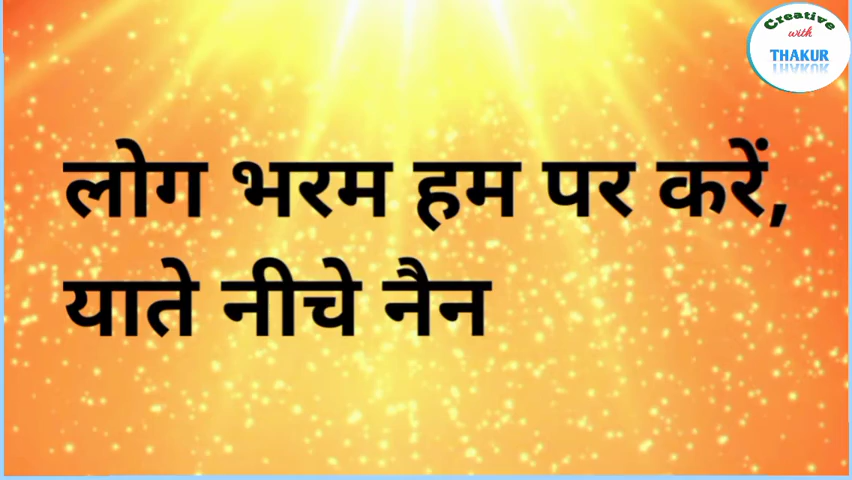 Creative
with
THAKUR
लोग भरम हम पर करें,
याते नीचे नैन